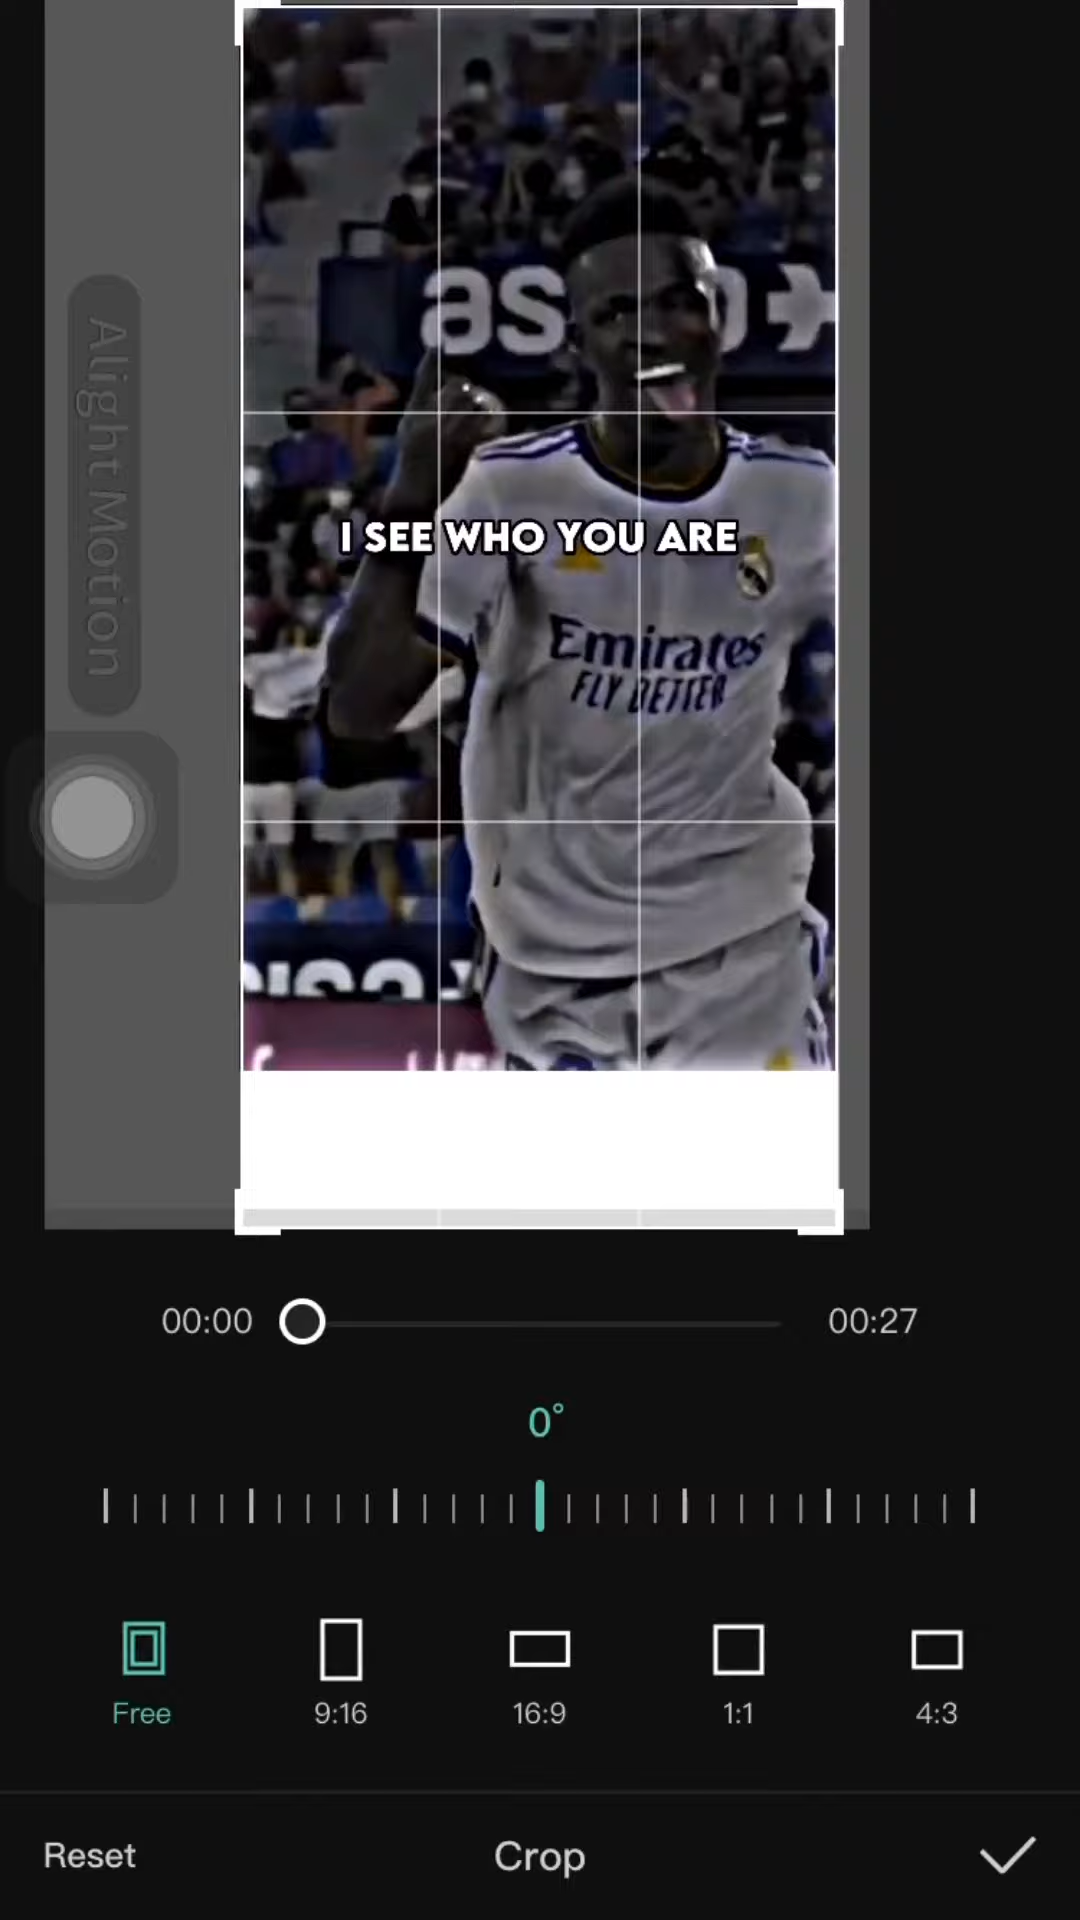 as
Alight Motion
I SEE WHO YOU ARE
Emirates
FLY BETTER
00:00
00:27
0°
Free
9:16
16:9
1:1
4:3
Reset
Crop